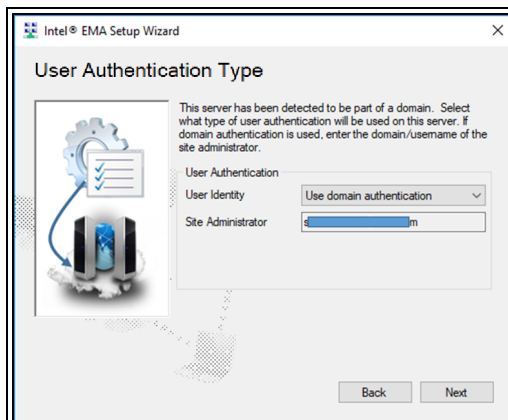 Intel® EMA Setup Wizard
User Authentication Type
This server has been detected to be part of a domain. Select
what type of user authentication will be used on this server. If
domain authentication is used, enter the domain/username of the
site administrator.
User Authentication
User Identity
Use domain authentication
Site Administrator
s m
Back
Next